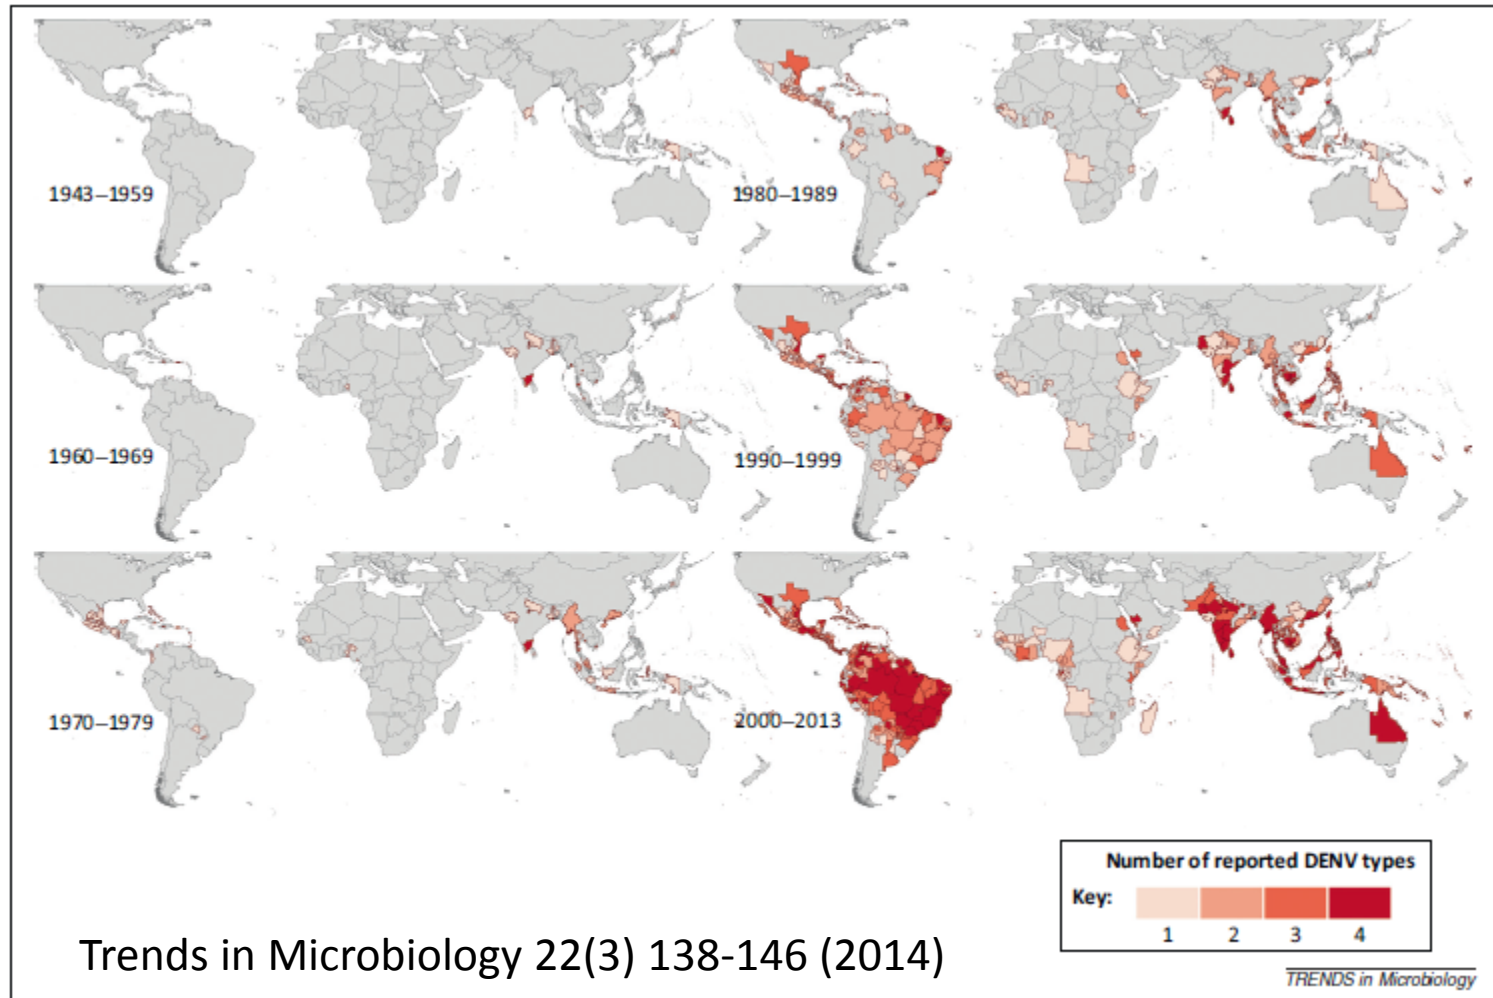 1943–1959
1980–1989
1960–1969
1990–1999
1970–1979
2000–2013
Number of reported DENV types
Key:
1 2 3 4
Trends in Microbiology 22(3) 138-146 (2014)
TRENDS in Microbiology